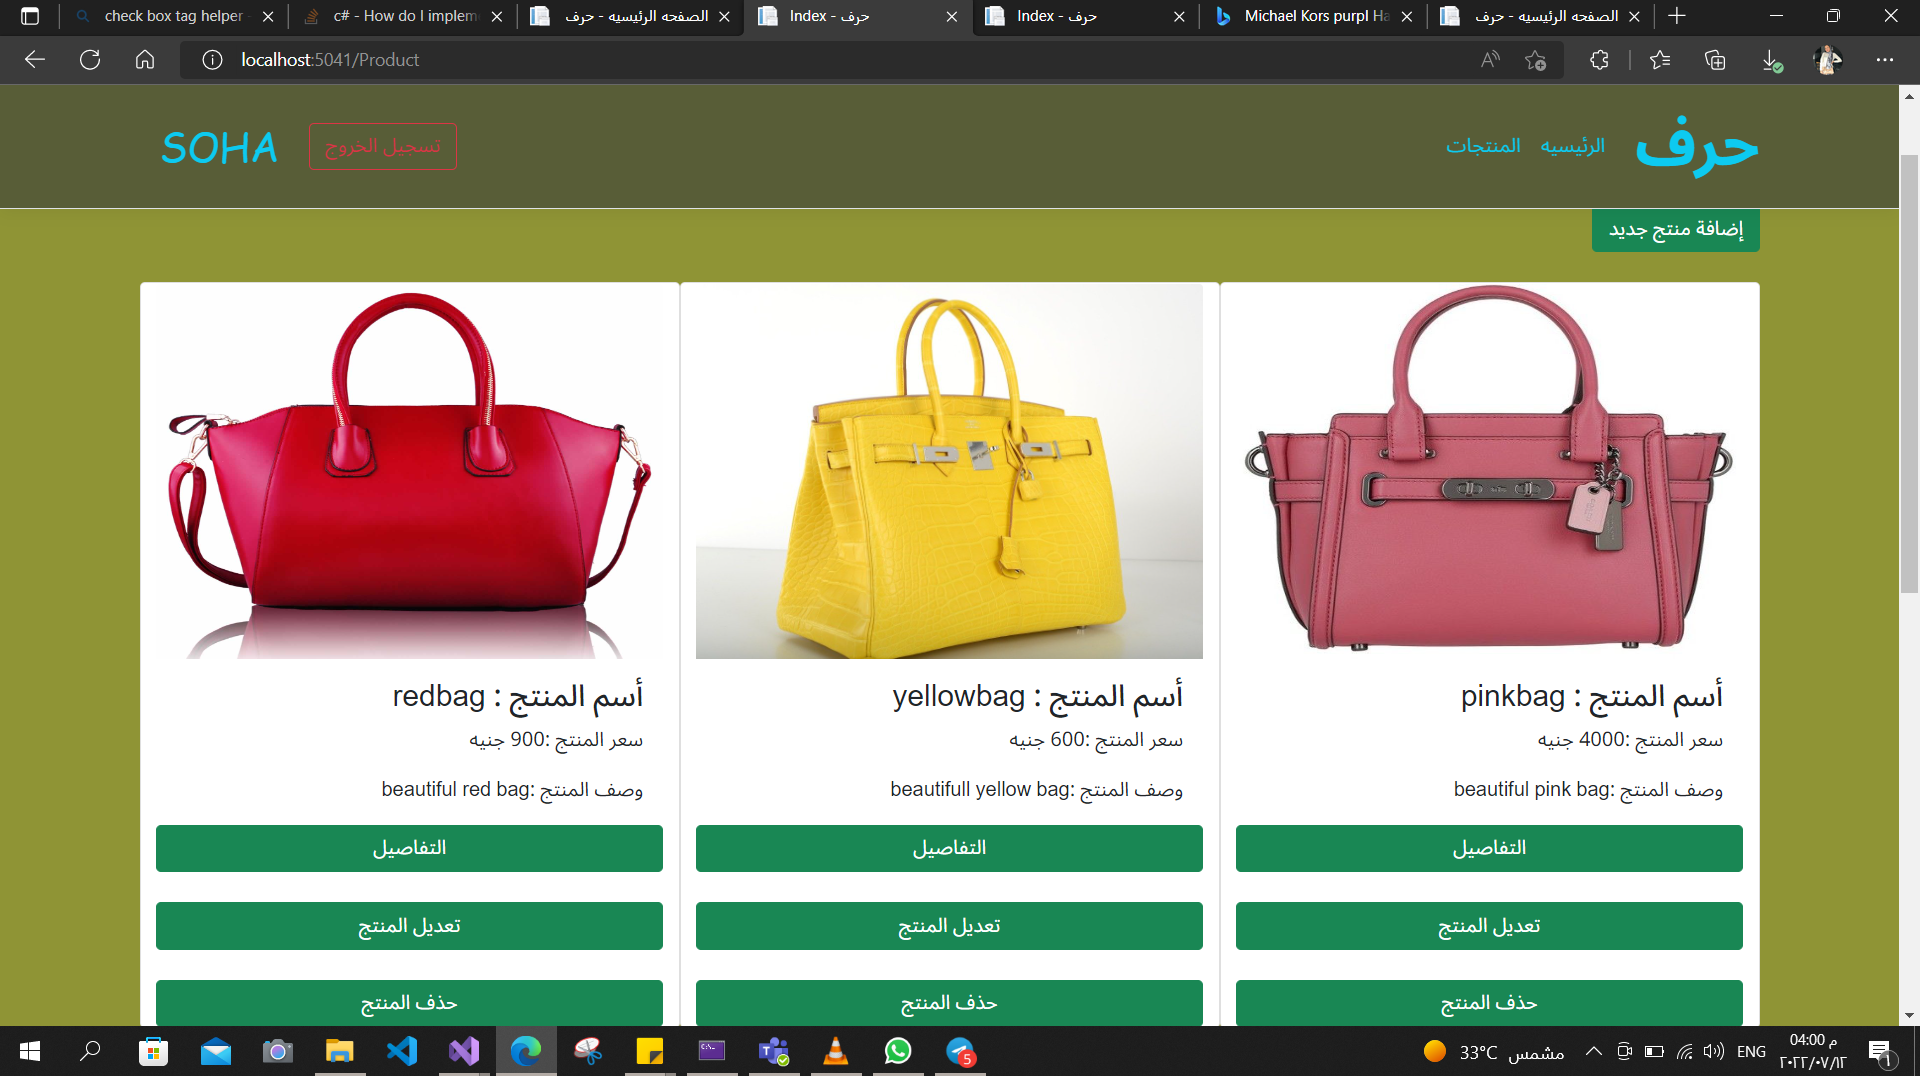 check box tag helper
c# - How do I implem
الصفحه الرئيسيه - حرف
Index - حرف
Index - حرف
Michael Kors purpl Ha
الصفحه الرئيسيه - حرف
localhost:5041/Product
حرف
الرئيسيه
المنتجات
تسجيل الخروج
SOHA
إضافة منتج جديد
أسم المنتج : pinkbag
سعر المنتج :4000 جنيه
وصف المنتج :beautiful pink bag
التفاصيل
تعديل المنتج
حذف المنتج
أسم المنتج : yellowbag
سعر المنتج :600 جنيه
وصف المنتج :beautifull yellow bag
التفاصيل
تعديل المنتج
حذف المنتج
أسم المنتج : redbag
سعر المنتج :900 جنيه
وصف المنتج :beautiful red bag
التفاصيل
تعديل المنتج
حذف المنتج
5
33°C مشمس
ENG
04:00 م
٢٠٢٢/٠٧/١٢
١